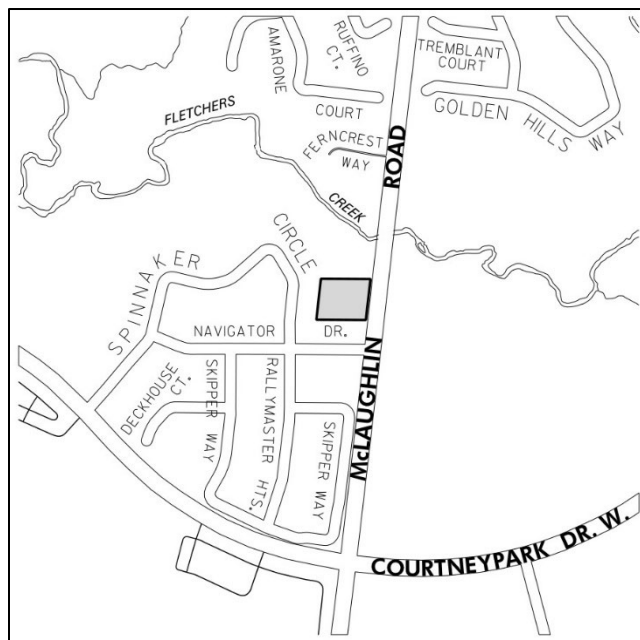 AMARONE
COURT
RUFFINO
CT.
TREMBLANT
COURT
GOLDEN HILLS WAY
FLETCHERS
CREEK
FERNCREST
WAY
ROAD
McLAUGHLIN
SPINNAKER
CIRCLE
NAVIGATOR DR.
DECKHOUSE
CT.
SKIPPER WAY
RALLYMASTER HTS.
SKIPPER WAY
COURTNEYPARK DR. W.